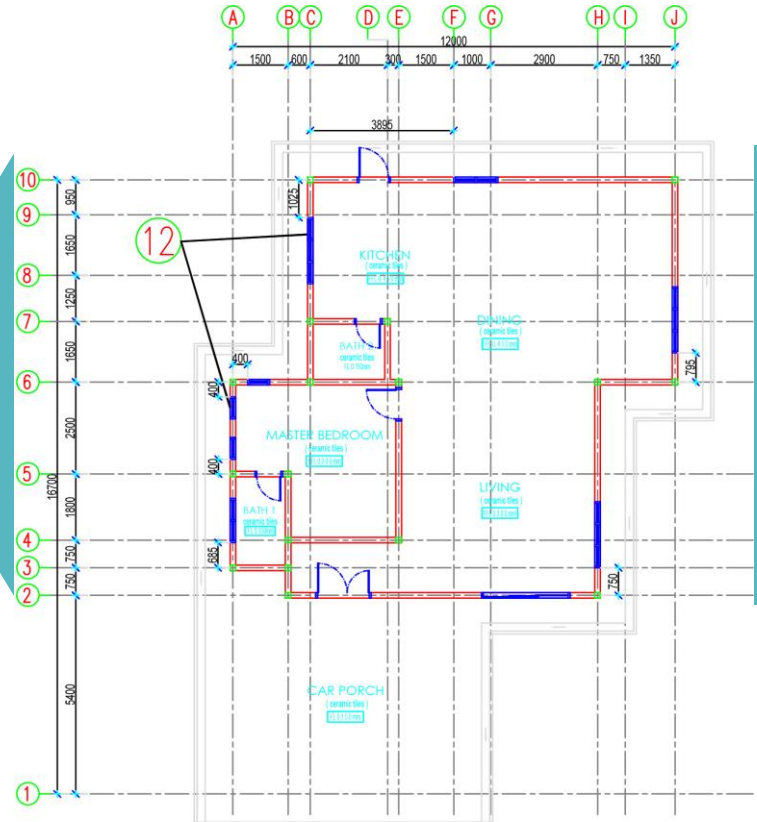 A B C D E F G H I J
12000
1500 600 2100 300 1500 1000 2900 750 1350
3895
10
950
1025
9
12
1650
KITCHEN
( ceramic tiles )
8
1250
7
DINING
( ceramic tiles )
1650
BATH
ceramic tiles
400
795
6
400
2500
MASTER BEDROOM
( ceramic tiles )
400
5
16700
LIVING
( ceramic tiles )
1800
BATH 1
ceramic tiles
4
685
750
3
750
750
2
5400
CAR PORCH
( ceramic tiles )
1